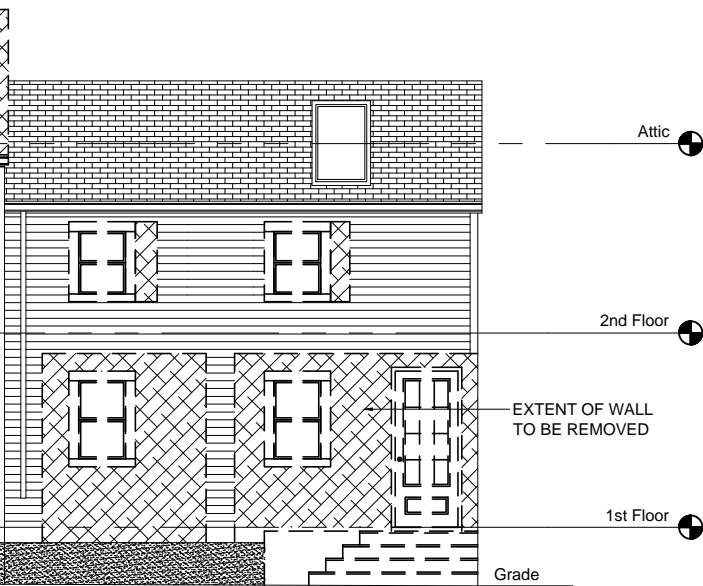 Attic
2nd Floor
EXTENT OF WALL
TO BE REMOVED
1st Floor
Grade